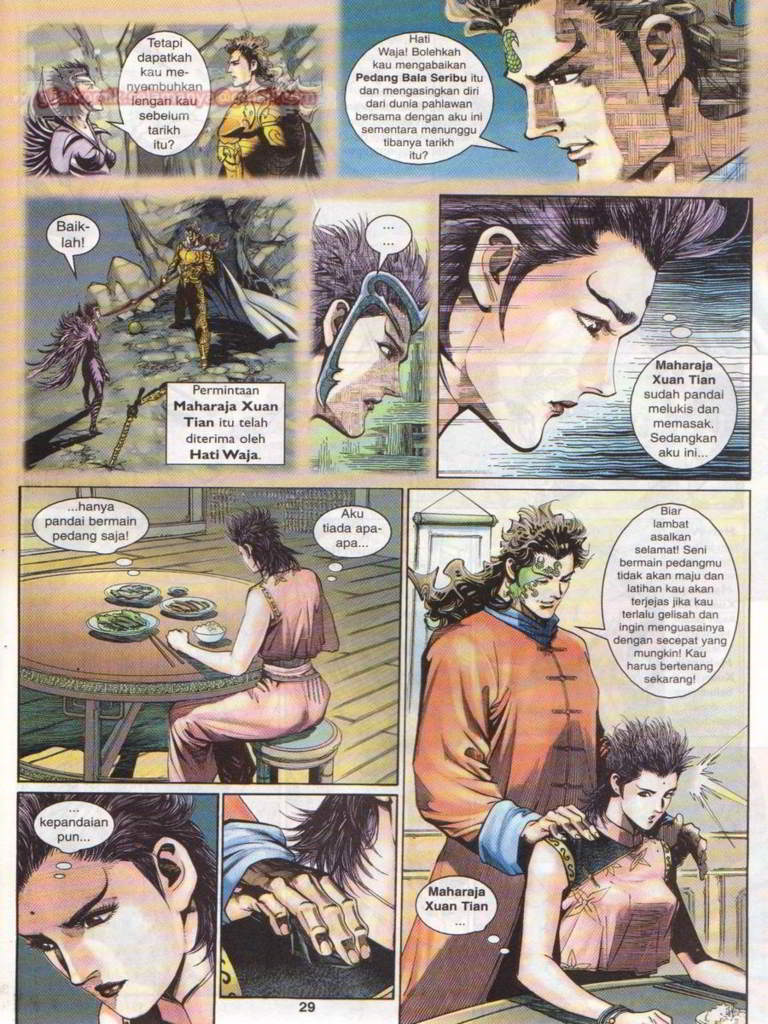 Tetapi
dapatkah
kau me-
nyembuhkan
lengan kau
sebelum
tarikh
itu?
Hati
Waja! Bolehkah
kau mengabaikan
Pedang Bala Seribu itu
dan mengasingkan diri
dari dunia pahlawan
bersama dengan aku ini
sementara menunggu
tibanya tarikh
itu?
Baik-
lah!
Permintaan
Maharaja Xuan
Tian itu telah
diterima oleh
Hati Waja.
...
...
Maharaja
Xuan Tian
sudah pandai
melukis dan
memasak.
Sedangkan
aku ini...
...hanya
pandai bermain
pedang saja!
Aku
tiada apa-
apa...
Biar
lambat
asalkan
selamat! Seni
bermain pedangmu
tidak akan maju dan
latihan kau akan
terjejas jika kau
terlalu gelisah dan
ingin menguasainya
dengan secepat yang
mungkin! Kau
harus bertenang
sekarang!
...
kepandaian
pun...
Maharaja
Xuan Tian
...
29